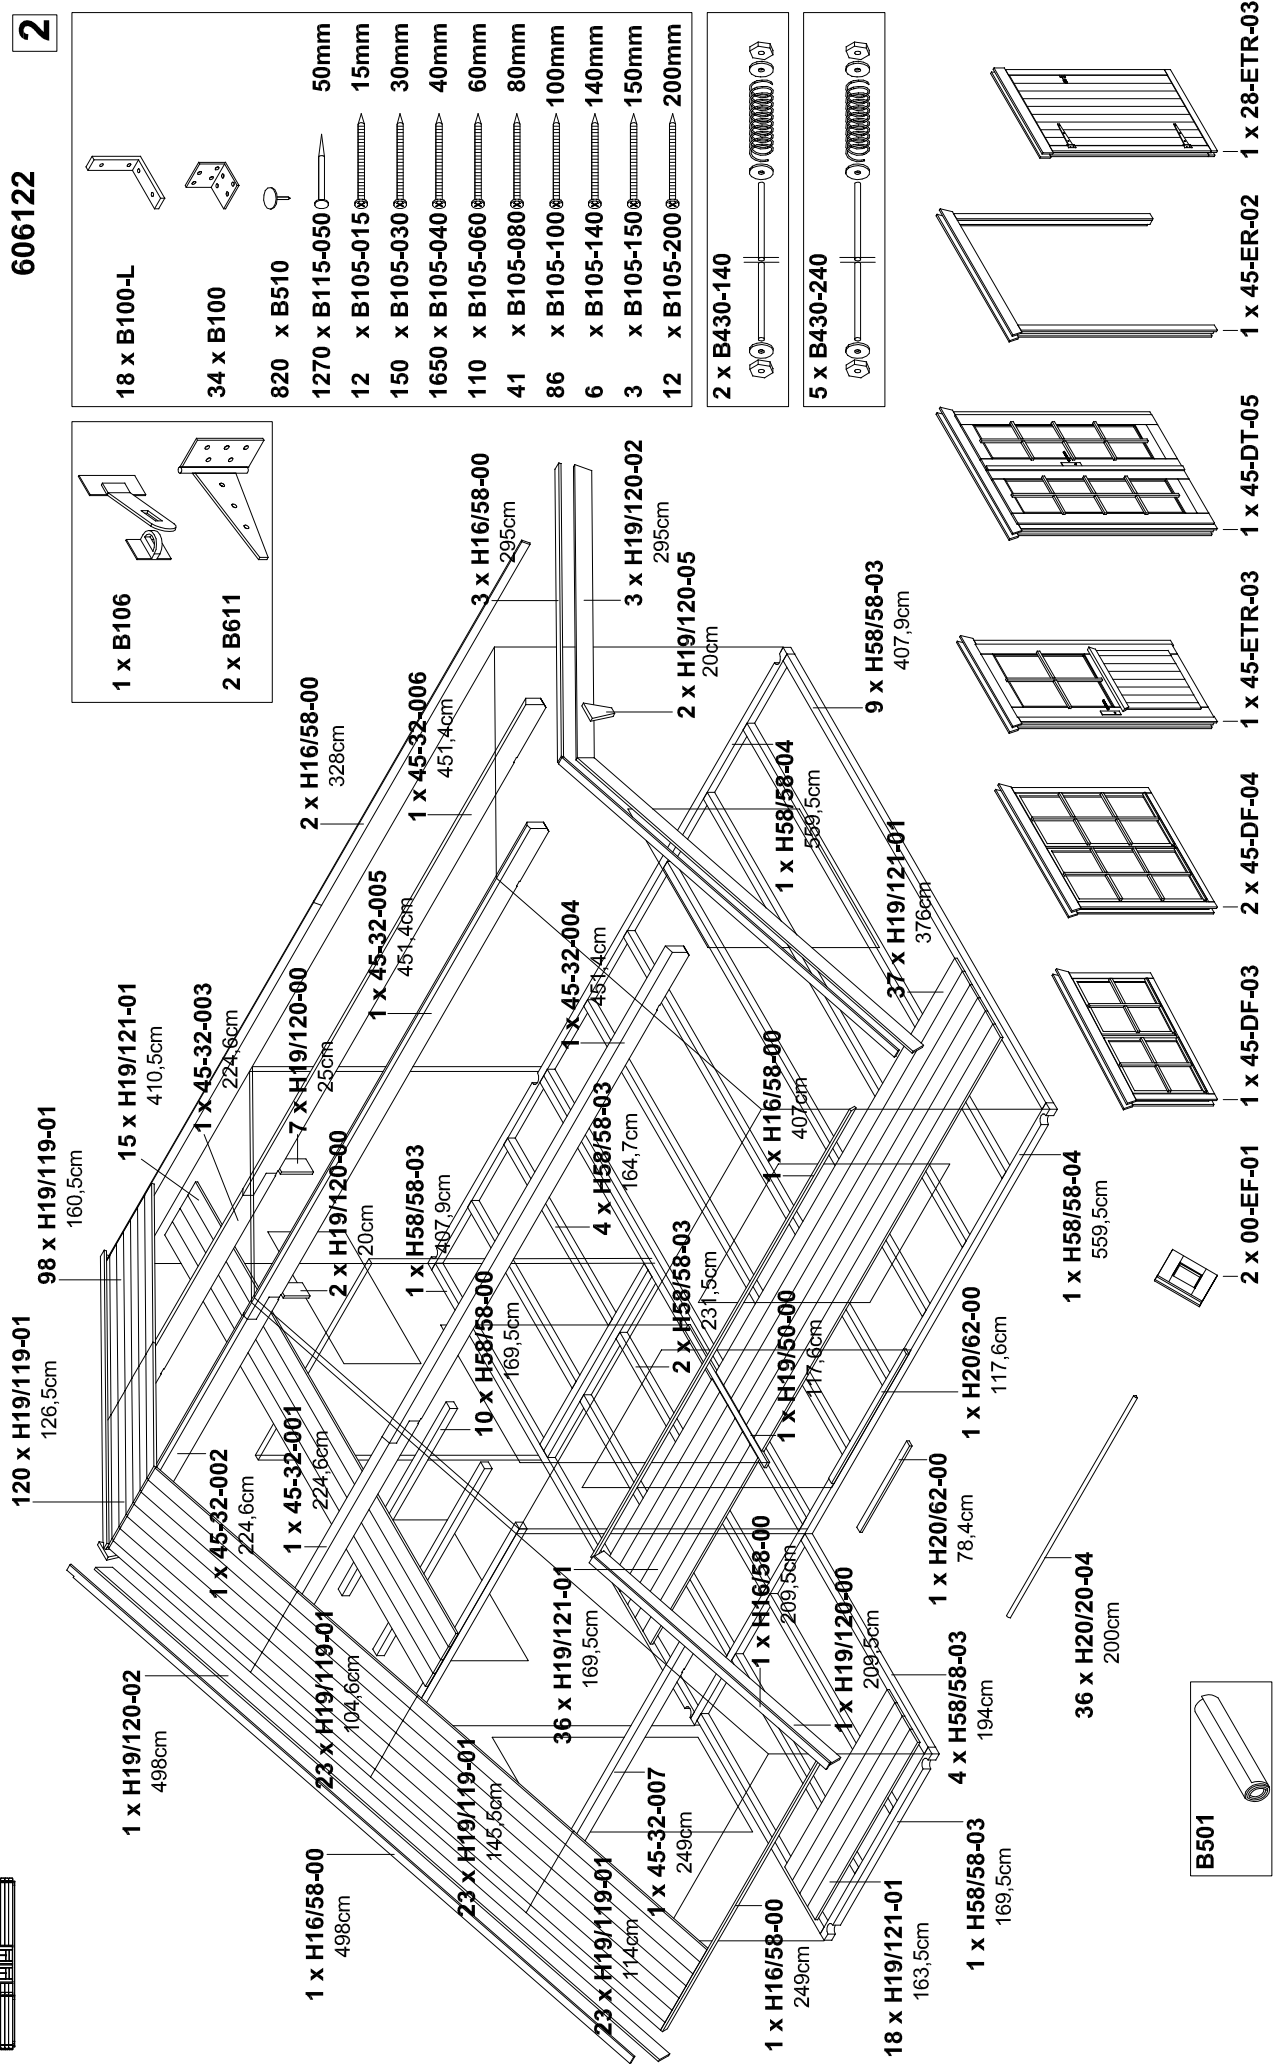 606122
2
18 x B100-L
34 x B100
820 x B510
1270 x B115-050 50mm
12 x B105-015 15mm
150 x B105-030 30mm
1650 x B105-040 40mm
110 x B105-060 60mm
41 x B105-080 80mm
86 x B105-100 100mm
6 x B105-140 140mm
3 x B105-150 150mm
12 x B105-200 200mm
2 x B430-140
5 x B430-240
1 x B106
2 x B611
120 x H19/119-01
126,5cm
98 x H19/119-01
160,5cm
15 x H19/121-01
410,5cm
1 x 45-32-003
224,6cm
7 x H19/120-00
25cm
2 x H19/120-00
20cm
2 x H16/58-00
328cm
1 x 45-32-006
451,4cm
1 x 45-32-005
451,4cm
1 x 45-32-004
451,4cm
3 x H16/58-00
295cm
3 x H19/120-02
295cm
2 x H19/120-05
20cm
9 x H58/58-03
407,9cm
1 x H58/58-04
559,5cm
37 x H19/121-01
376cm
1 x H16/58-00
407cm
4 x H58/58-03
164,7cm
1 x H58/58-03
407,9cm
10 x H58/58-00
169,5cm
2 x H58/58-03
231,5cm
1 x H19/50-00
117,6cm
1 x H20/62-00
117,6cm
1 x H58/58-04
559,5cm
1 x 45-32-002
224,6cm
1 x 45-32-001
224,6cm
1 x H19/120-02
498cm
1 x H16/58-00
498cm
23 x H19/119-01
104,6cm
23 x H19/119-01
145,5cm
23 x H19/119-01
114cm
36 x H19/121-01
169,5cm
1 x 45-32-007
249cm
1 x H16/58-00
249cm
1 x H16/58-00
209,5cm
1 x H19/120-00
209,5cm
1 x H20/62-00
78,4cm
4 x H58/58-03
194cm
1 x H58/58-03
169,5cm
18 x H19/121-01
163,5cm
36 x H20/20-04
200cm
B501
2 x 00-EF-01
1 x 45-DF-03
2 x 45-DF-04
1 x 45-ETR-03
1 x 45-DT-05
1 x 45-ER-02
1 x 28-ETR-03